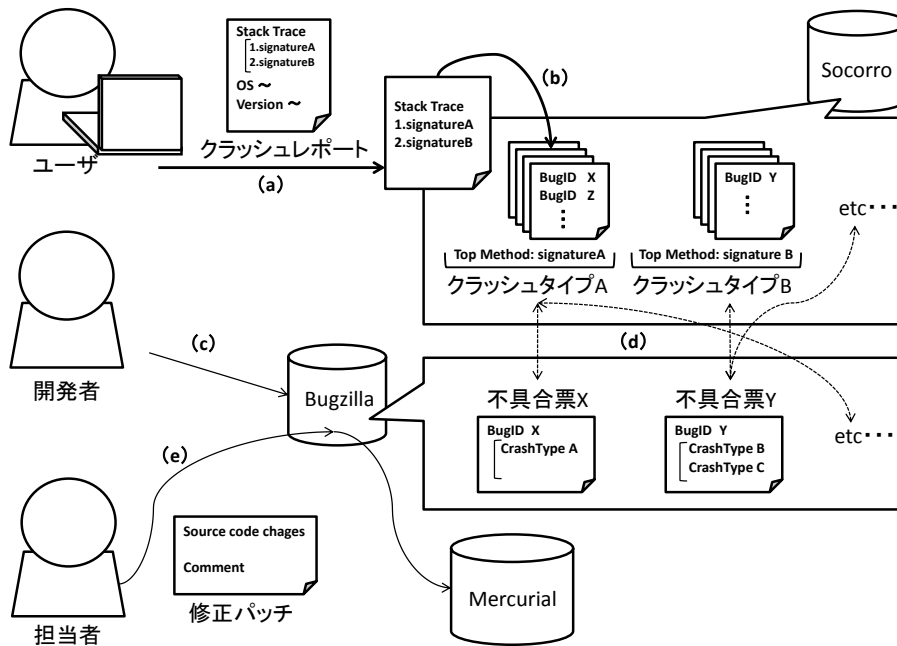 Stack Trace
1.signatureA
2.signatureB
OS ～
Version ～
ユーザ
クラッシュレポート
(a)
Stack Trace
1.signatureA
2.signatureB
(b)
Socorro
BugID X
BugID Z
⋮
BugID Y
⋮
etc･･･
Top Method: signatureA
Top Method: signature B
クラッシュタイプA
クラッシュタイプB
(c)
(d)
開発者
Bugzilla
不具合票X
不具合票Y
BugID X
CrashType A
BugID Y
CrashType B
CrashType C
etc･･･
(e)
Source code chages
Comment
修正パッチ
担当者
Mercurial